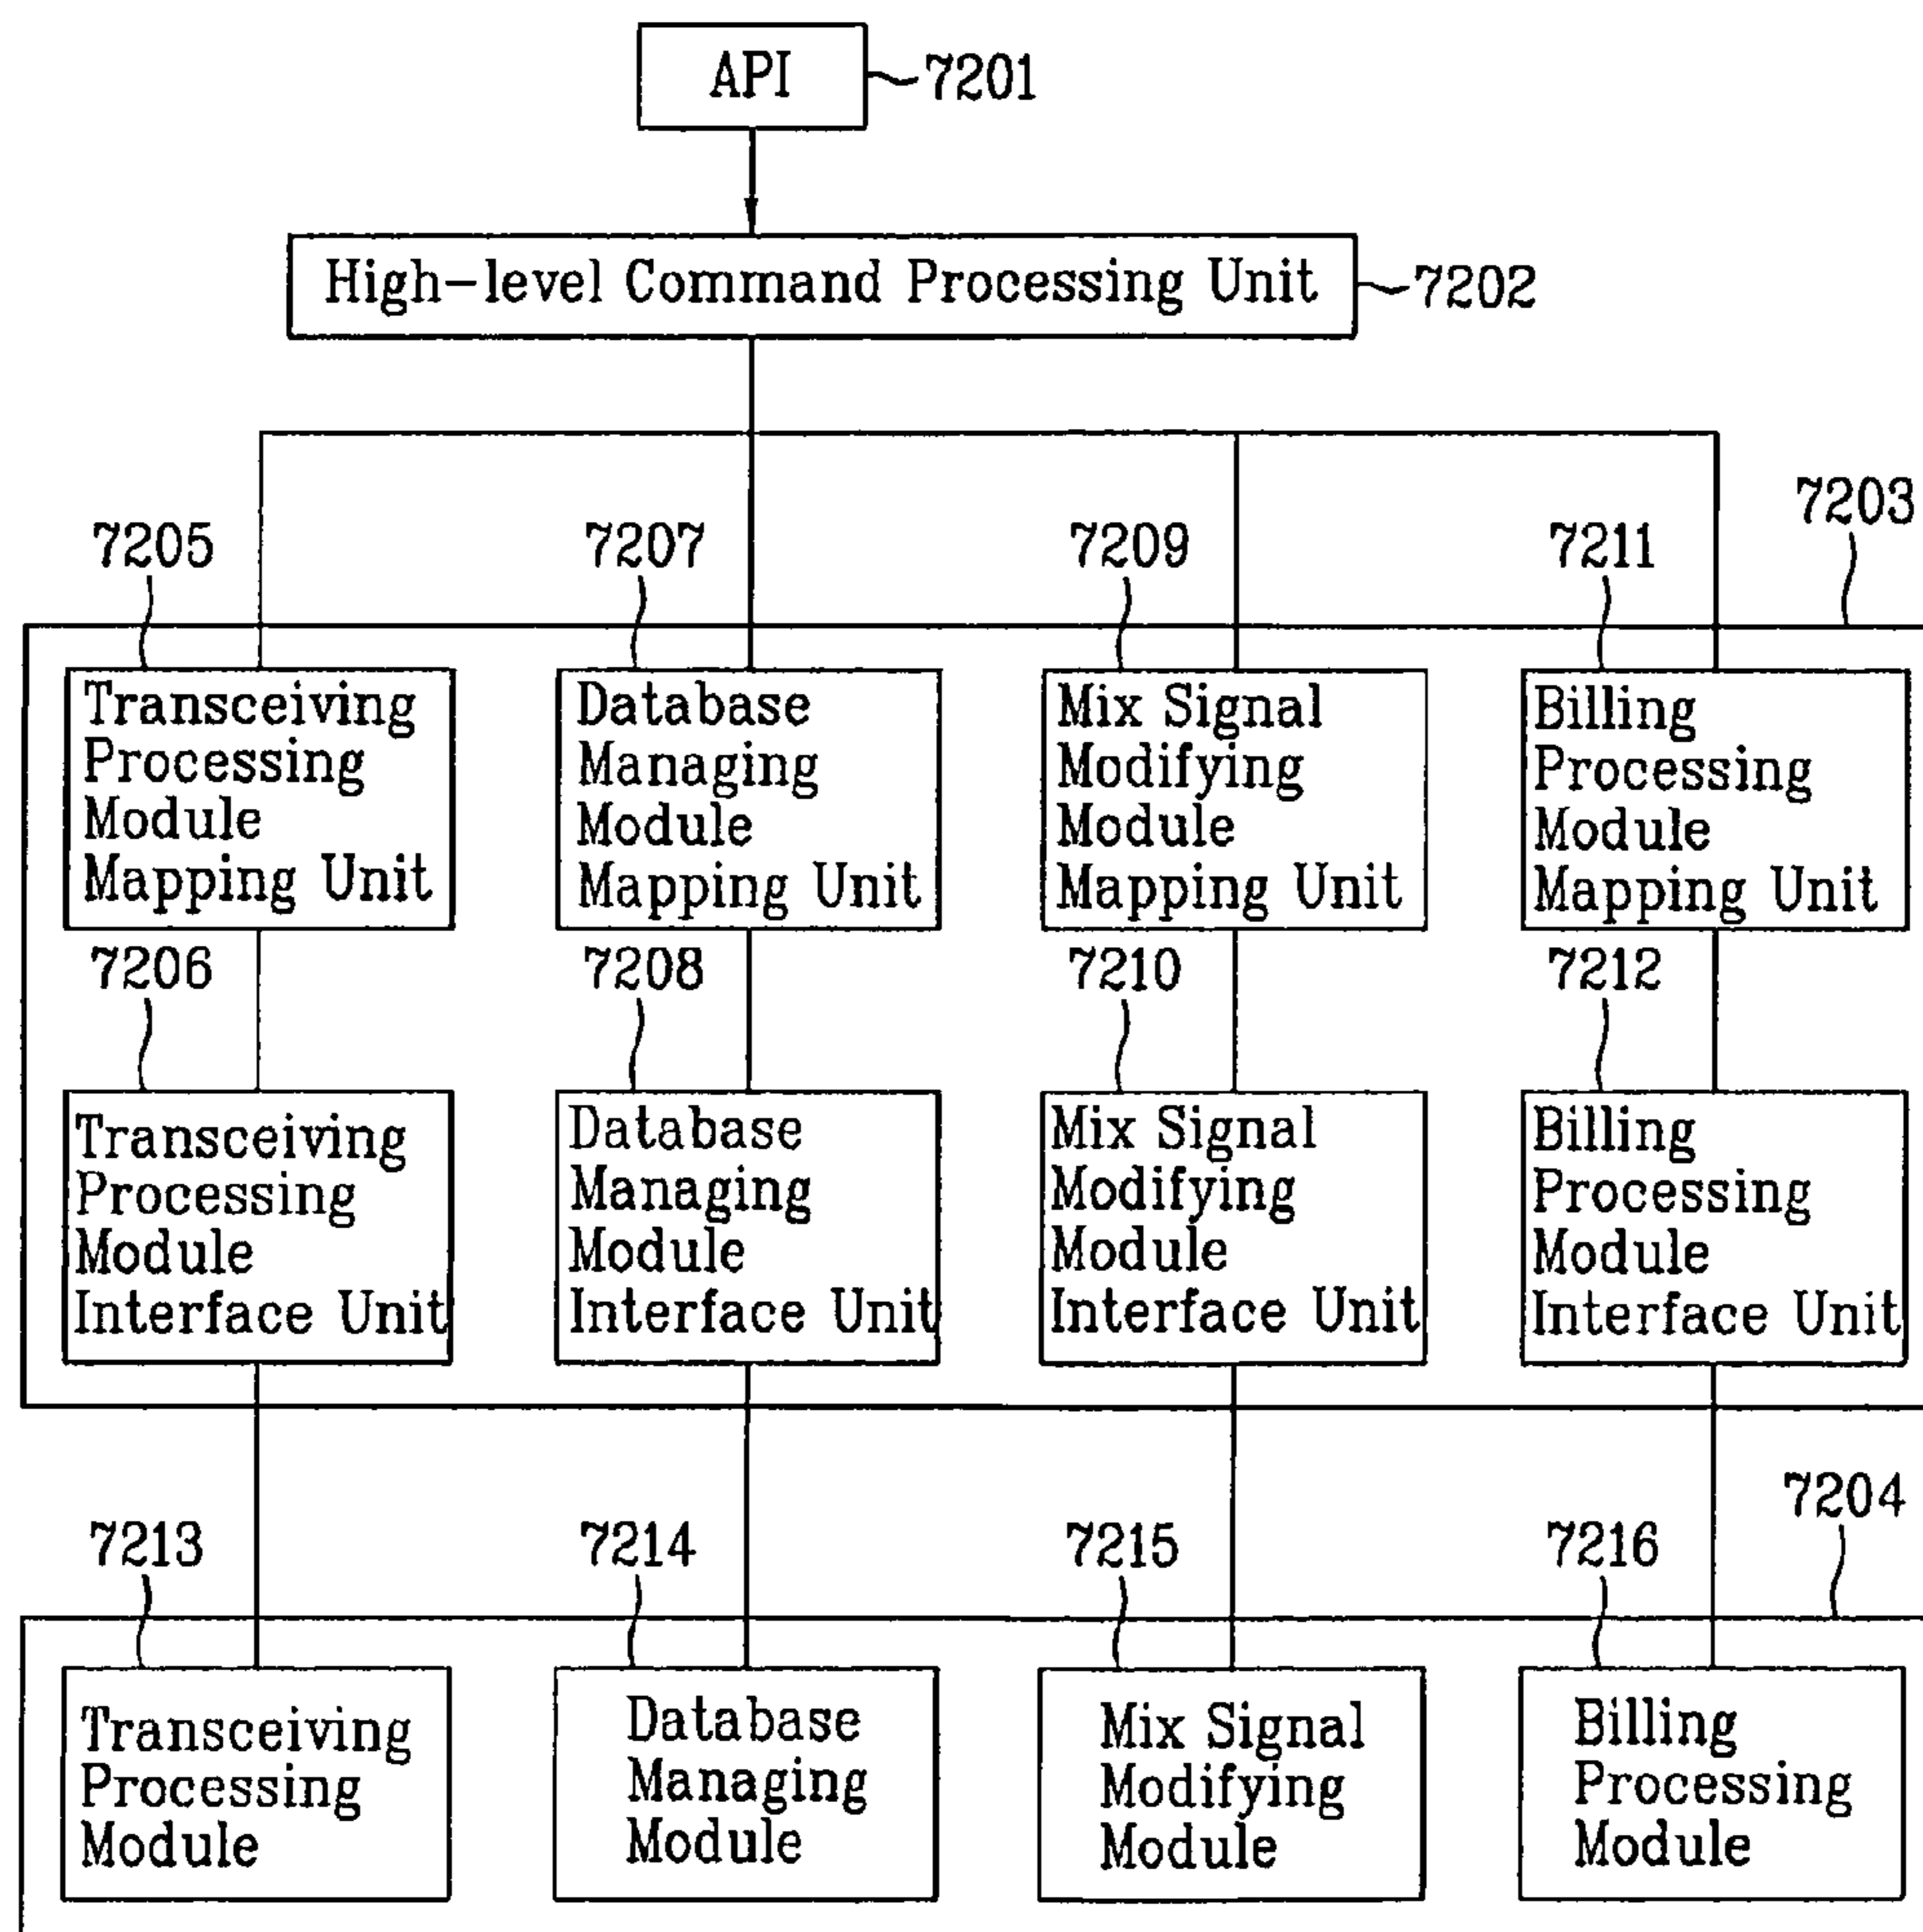 API
7201
High-level Command Processing Unit
7202
7203
7205
7207
7209
7211
Transceiving
Processing
Module
Mapping Unit
Database
Managing
Module
Mapping Unit
Mix Signal
Modifying
Module
Mapping Unit
Billing
Processing
Module
Mapping Unit
7206
7208
7210
7212
Transceiving
Processing
Module
Interface Unit
Database
Managing
Module
Interface Unit
Mix Signal
Modifying
Module
Interface Unit
Billing
Processing
Module
Interface Unit
7204
7213
7214
7215
7216
Transceiving
Processing
Module
Database
Managing
Module
Mix Signal
Modifying
Module
Billing
Processing
Module